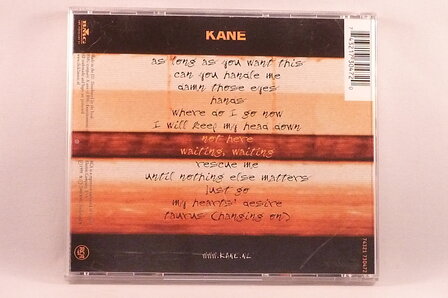 KANE
as long as you want this
can you handle me
damn those eyes
hands
where do I go now
I will keep my head down
not here
waiting, waiting
rescue me
until nothing else matters
just go
my hearts' desire
taurus (hanging on)
WWW.KANE.NL